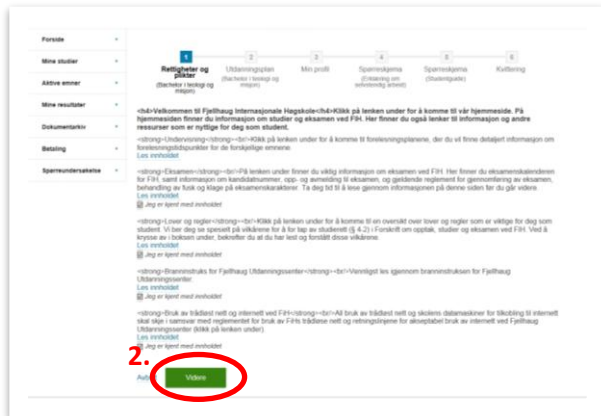 Forside
Mine studier
Aktive emner
Mine resultater
Dokumentarkiv
Betaling
Spørreundersøkelse
1
Rettigheter og
plikter
(Bachelor i teologi og
misjon)
2
Utdanningsplan
(Bachelor i teologi og
misjon)
3
Min profil
4
Spørreskjema
(Erklæring om
selvstendig arbeid)
5
Spørreskjema
(Studentguide)
6
Kvittering
<h4>Velkommen til Fjellhaug Internasjonale Høgskole</h4>Klikk på lenken under for å komme til vår hjemmeside. På
hjemmesiden finner du informasjon om studier og eksamen ved FIH. Her finner du også lenker til informasjon og andre
ressurser som er nyttige for deg som student.
<strong>Undervisning</strong><br/>Klikk på lenken under for å komme til forelesningsplanene, der du vil finne detaljert informasjon om
forelesningstidspunkter for de forskjellige emnene.
Les innholdet
<strong>Eksamen</strong><br/>På lenken under finner du viktig informasjon om eksamen ved FIH. Her finner du eksamenskalenderen
for FIH, samt informasjon om kandidatnummer, opp- og avmelding til eksamen, og gjeldende reglement for gjennomføring av eksamen,
behandling av fusk og klage på eksamenskarakterer. Ta deg tid til å lese gjennom informasjonen på denne siden før du går videre.
Les innholdet
Jeg er kjent med innholdet
<strong>Lover og regler</strong><br/>Klikk på lenken under for å komme til en oversikt over lover og regler som er viktige for deg som
student. Vi ber deg se spesielt på vilkårene for å for tap av studierett (§ 4-2) i Forskrift om opptak, studier og eksamen ved FIH. Ved å
krysse av i boksen under, bekrefter du at du har lest og forstått disse vilkårene.
Les innholdet
Jeg er kjent med innholdet
<strong>Branninstruks for Fjellhaug Utdanningssenter</strong><br/>Vennligst les igjennom branninstruksen for Fjellhaug
Utdanningssenter.
Les innholdet
Jeg er kjent med innholdet
<strong>Bruk av trådløst nett og internett ved FIH</strong><br/>All bruk av trådløst nett og skolens datamaskiner for tilkobling til internett
skal skje i samsvar med reglementet for bruk av FIHs trådløse nett og retningslinjene for akseptabel bruk av internett ved Fjellhaug
Utdanningssenter (klikk på lenken under).
Les innholdet
Jeg er kjent med innholdet
2.
Videre